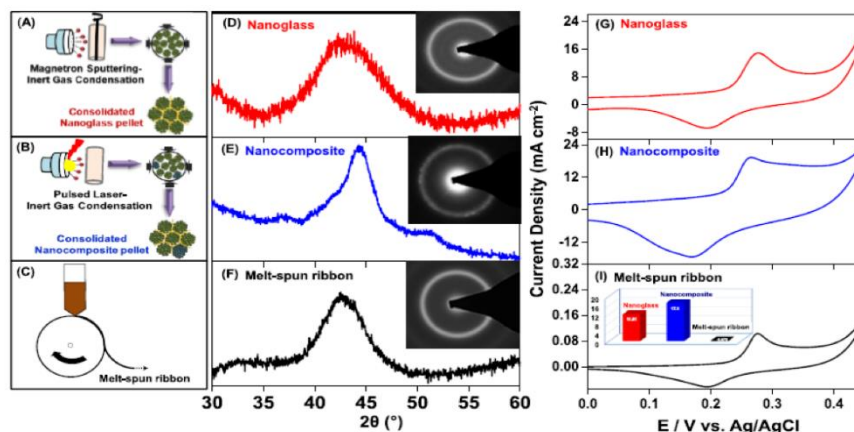 (A)
Magnetron Sputtering-
Inert Gas Condensation
Consolidated
Nanoglass pellet
(B)
Pulsed Laser–
Inert Gas Condensation
Consolidated
Nanocomposite pellet
(C)
Melt-spun ribbon
(D) Nanoglass
(E) Nanocomposite
(F) Melt-spun ribbon
30 35 40 45 50 55 60
2θ (°)
Current Density (mA cm-2)
(G) Nanoglass
24
16
8
0
-8
(H) Nanocomposite
24
12
0
-12
(I) Melt-spun ribbon
0.32
0.24
0.16
0.08
0.00
20
16
12
8
4
0
Nanoglass
Nanocomposite
Melt-spun ribbon
0.0 0.1 0.2 0.3 0.4
E / V vs. Ag/AgCl